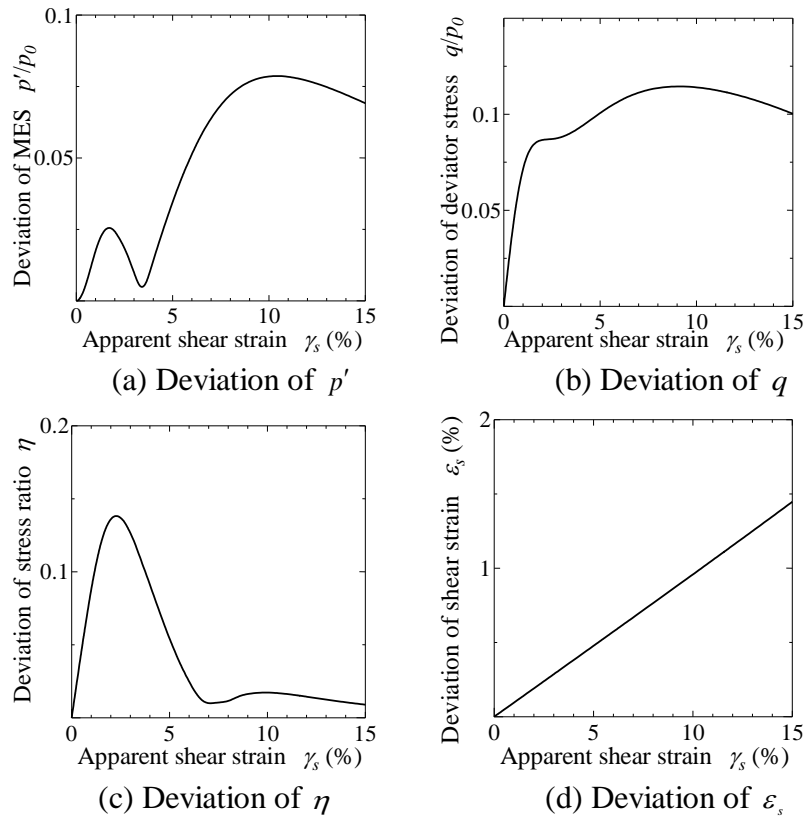 0.1
0.05
0
5
10
15
Deviation of MES p′/p₀
Apparent shear strain γₛ (%)
(a) Deviation of p′
0.1
0.05
0
5
10
15
Deviation of deviator stress q/p₀
Apparent shear strain γₛ (%)
(b) Deviation of q
0.2
0.1
0
5
10
15
Deviation of stress ratio η
Apparent shear strain γₛ (%)
(c) Deviation of η
2
1
0
5
10
15
Deviation of shear strain εₛ (%)
Apparent shear strain γₛ (%)
(d) Deviation of εₛ